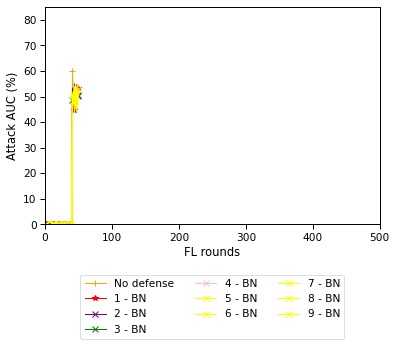 80
70
60
50
40
30
20
10
0
Attack AUC (%)
0 100 200 300 400 500
FL rounds
No defense 4 - BN 7 - BN
1 - BN 5 - BN 8 - BN
2 - BN 6 - BN 9 - BN
3 - BN